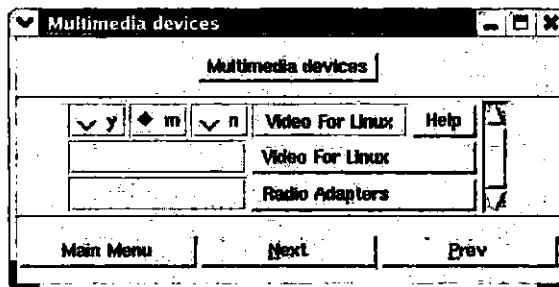 Multimedia devices
Multimedia devices
y m n Video For Linux Help
Video For Linux
Radio Adapters
Main Menu Next Prev